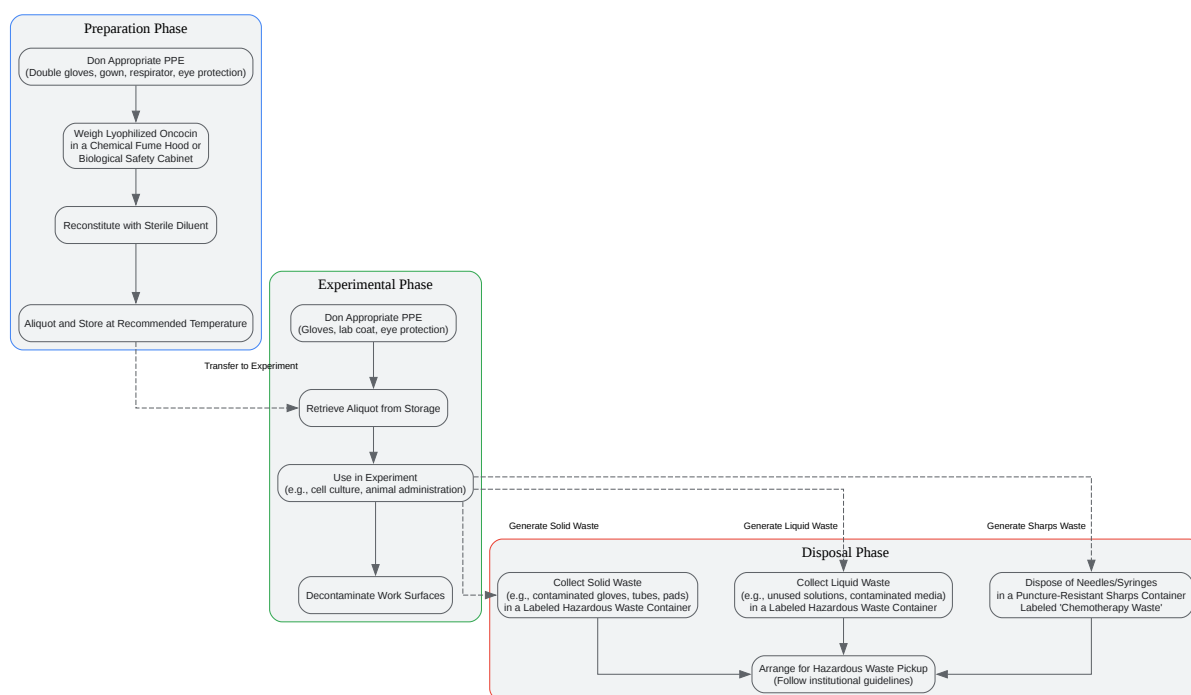 Preparation Phase
Don Appropriate PPE
(Double gloves, gown, respirator, eye protection)
Weigh Lyophilized Oncocin
in a Chemical Fume Hood or
Biological Safety Cabinet
Reconstitute with Sterile Diluent
Aliquot and Store at Recommended Temperature
Transfer to Experiment
Experimental Phase
Don Appropriate PPE
(Gloves, lab coat, eye protection)
Retrieve Aliquot from Storage
Use in Experiment
(e.g., cell culture, animal administration)
Decontaminate Work Surfaces
Generate Solid Waste
Generate Liquid Waste
Generate Sharps Waste
Disposal Phase
Collect Solid Waste
(e.g., contaminated gloves, tubes, pads)
in a Labeled Hazardous Waste Container
Collect Liquid Waste
(e.g., unused solutions, contaminated media)
in a Labeled Hazardous Waste Container
Dispose of Needles/Syringes
in a Puncture-Resistant Sharps Container
Labeled 'Chemotherapy Waste'
Arrange for Hazardous Waste Pickup
(Follow institutional guidelines)